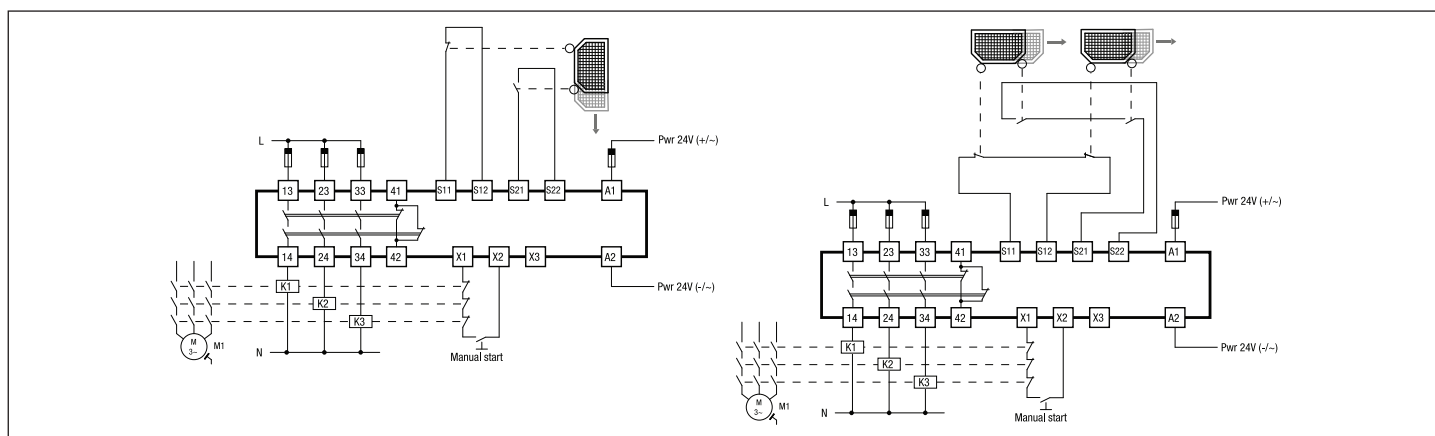 L
Pwr 24V (+/~)
13 23 33 41 S11 S12 S21 S22 A1
14 24 34 42 X1 X2 X3 A2
K1
Pwr 24V (-/~)
K2
K3
M
3~
M1
N
Manual start
L
Pwr 24V (+/~)
13 23 33 41 S11 S12 S21 S22 A1
14 24 34 42 X1 X2 X3 A2
K1
Pwr 24V (-/~)
K2
K3
M
3~
M1
N
Manual start